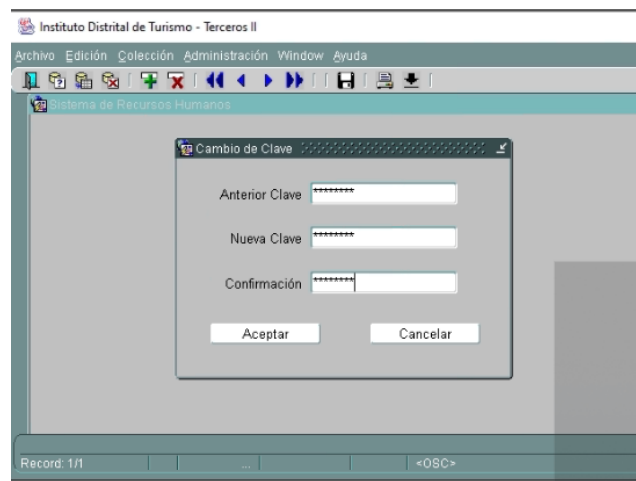 Instituto Distrital de Turismo - Terceros II
Archivo Edición Colección Administración Window Ayuda
Sistema de Recursos Humanos
Cambio de Clave
Anterior Clave ********
Nueva Clave ********
Confirmación ********
Aceptar Cancelar
Record: 1/1 ... <OSC>